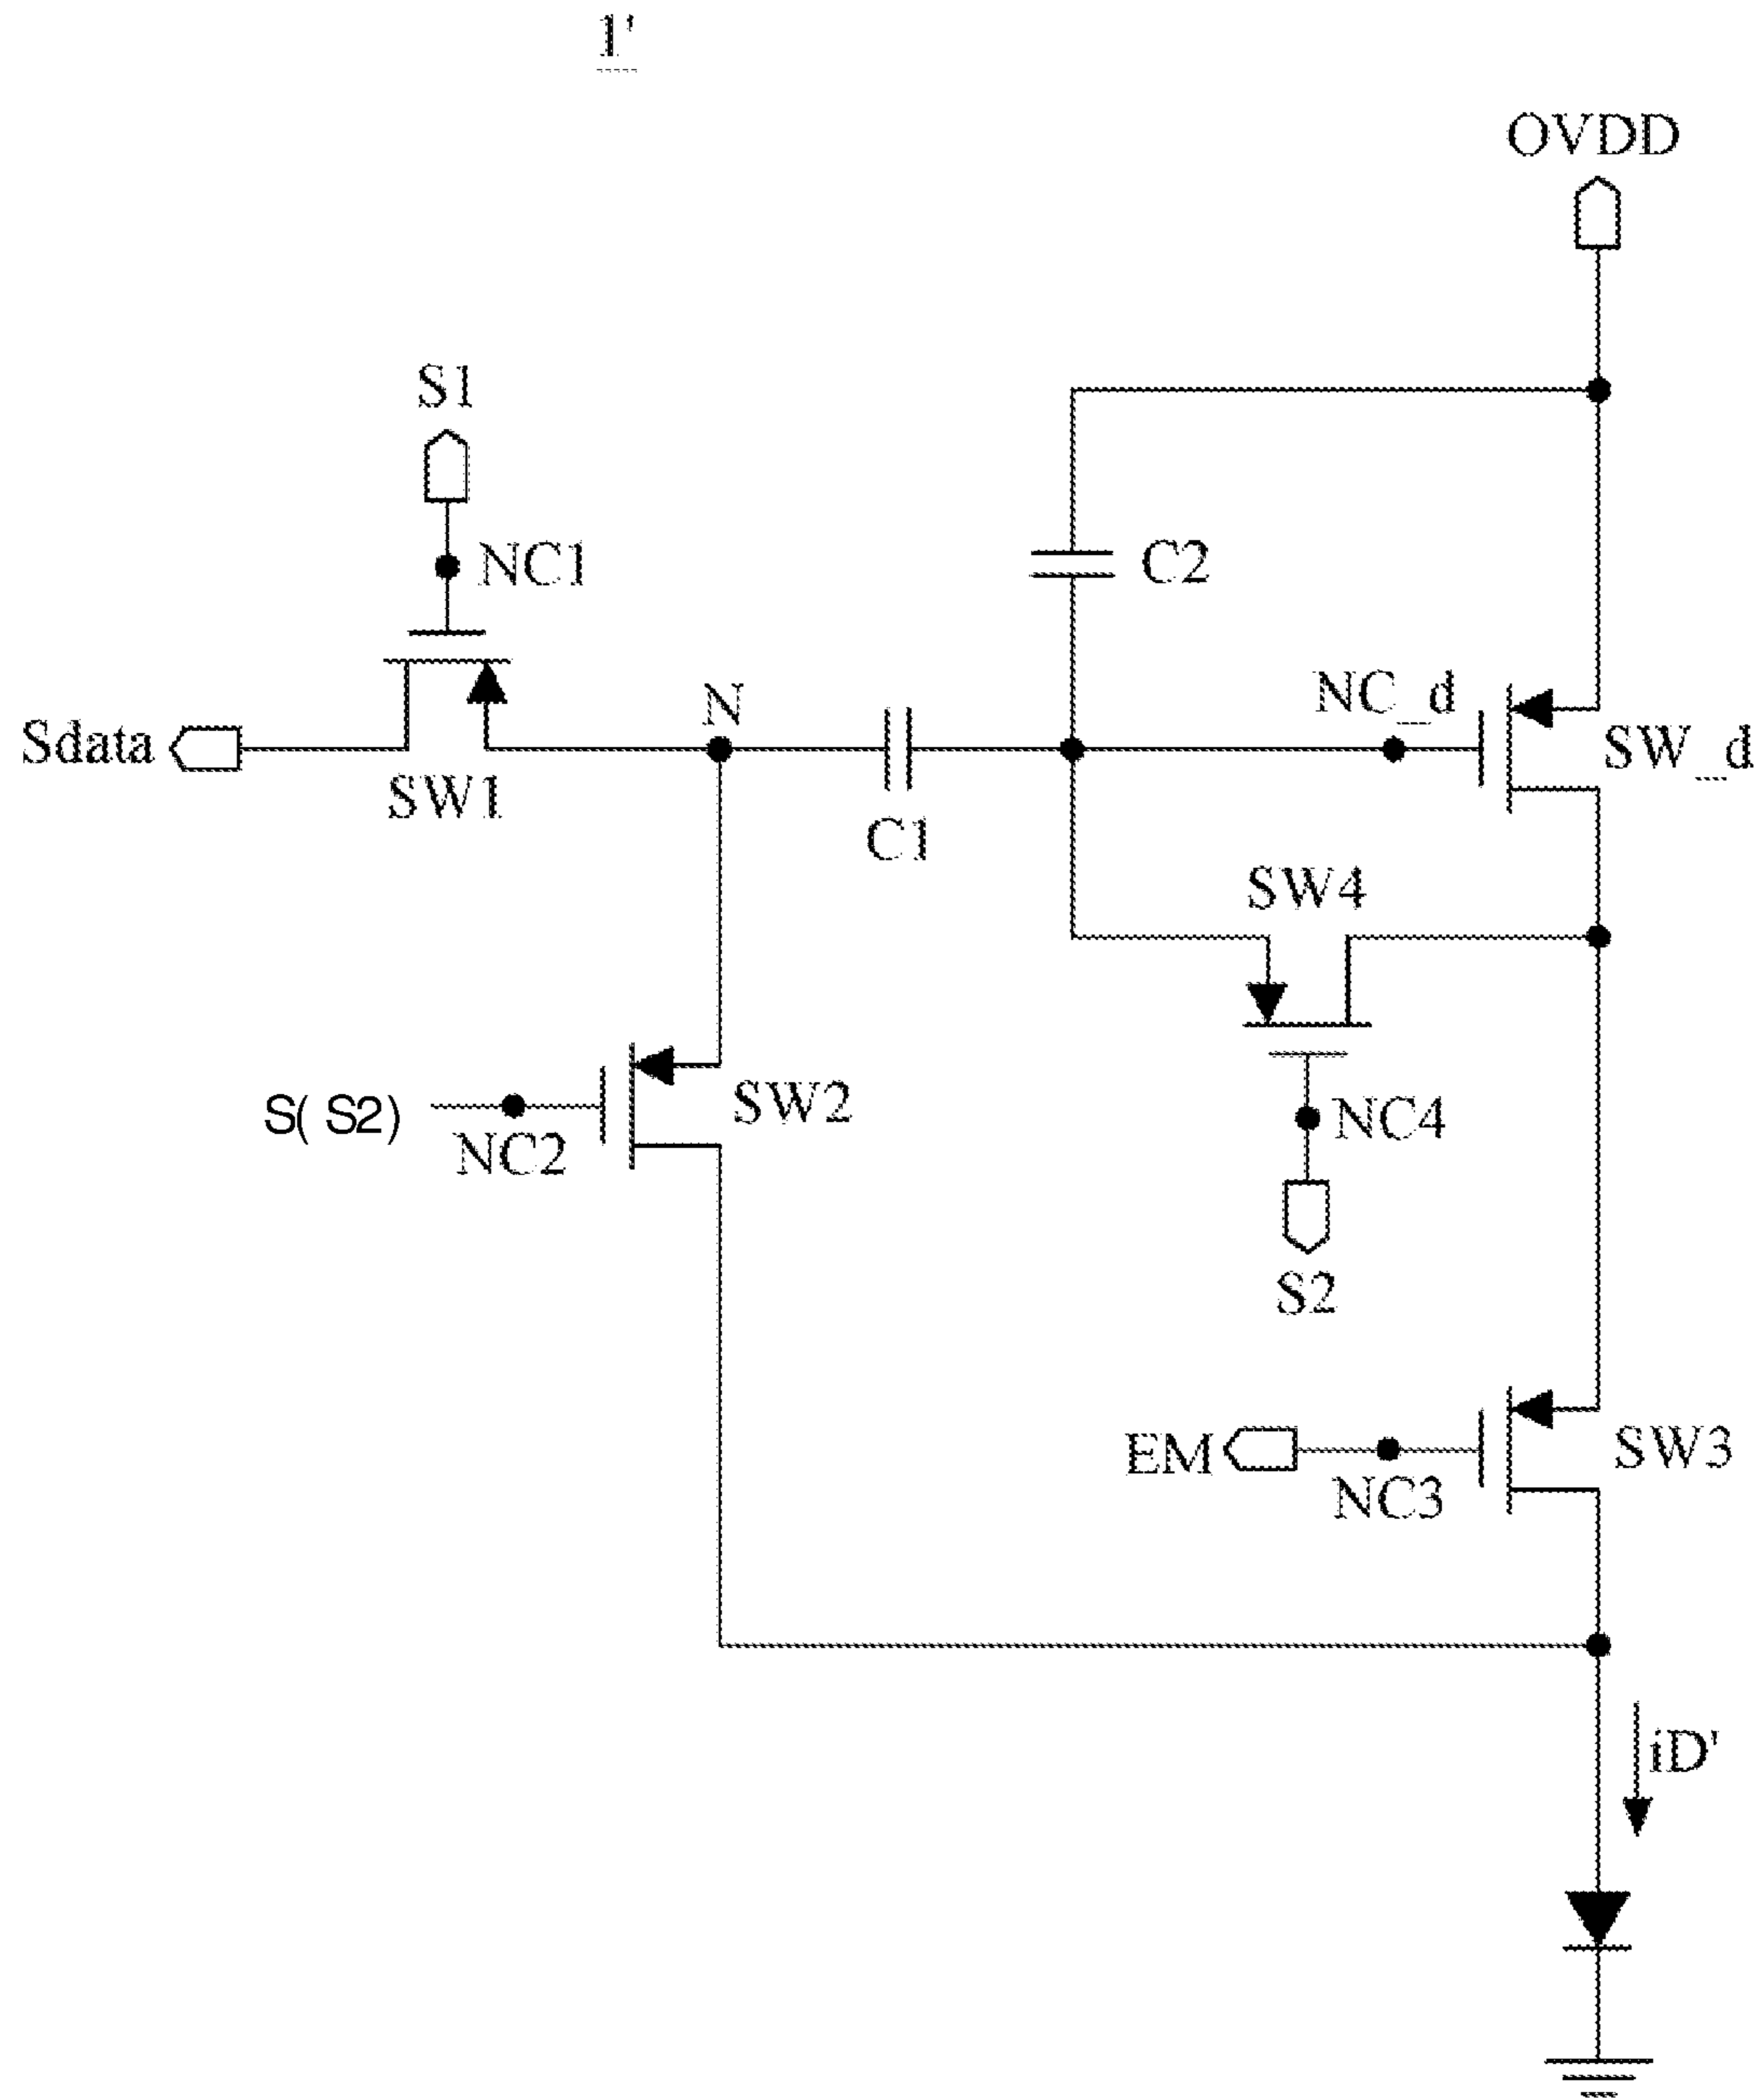 1'
OVDD
S1
NC1
C2
N
NC_d
Sdata
SW1
C1
SW_d
SW4
S( S2)
NC2
SW2
NC4
S2
EM
NC3
SW3
iD'